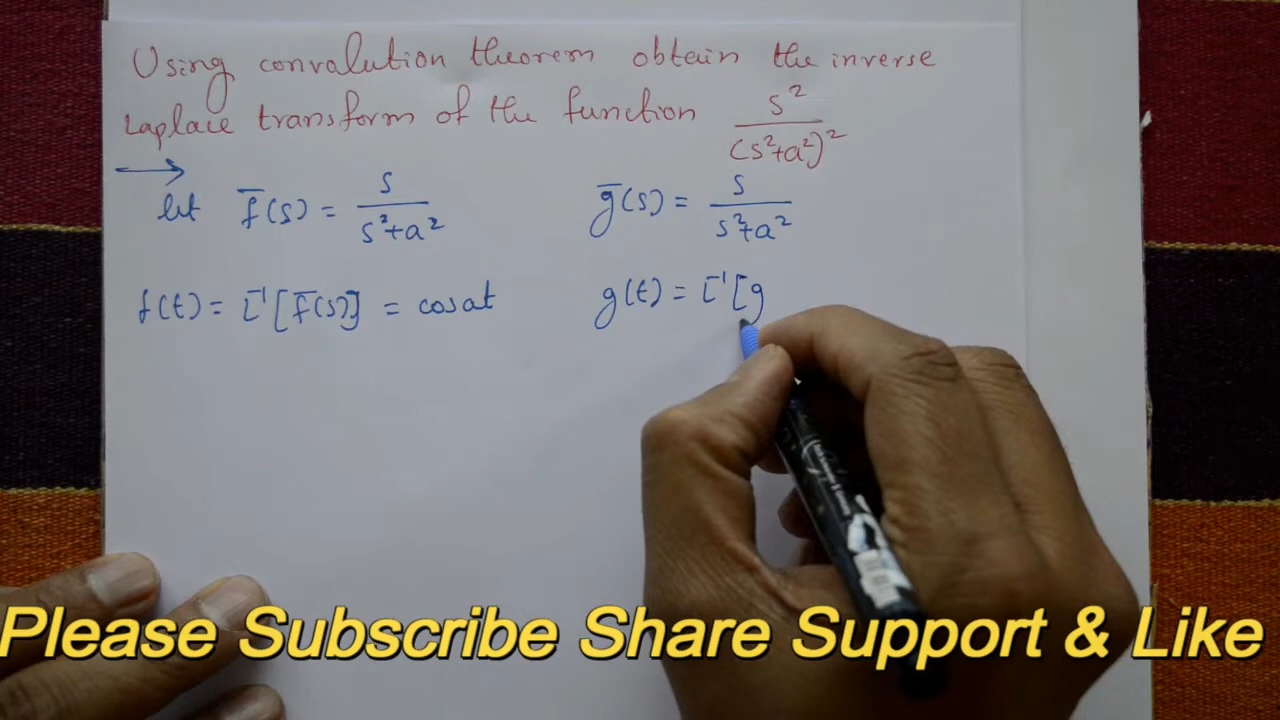 Using convalution theorem obtain the inverse
Laplace transform of the function s²/(s²+a²)²
→ let f̄(s) = s/(s²+a²) ḡ(s) = s/(s²+a²)
f(t) = L⁻¹[f̄(s)] = cosat g(t) = L⁻¹[g
Please Subscribe Share Support & Like